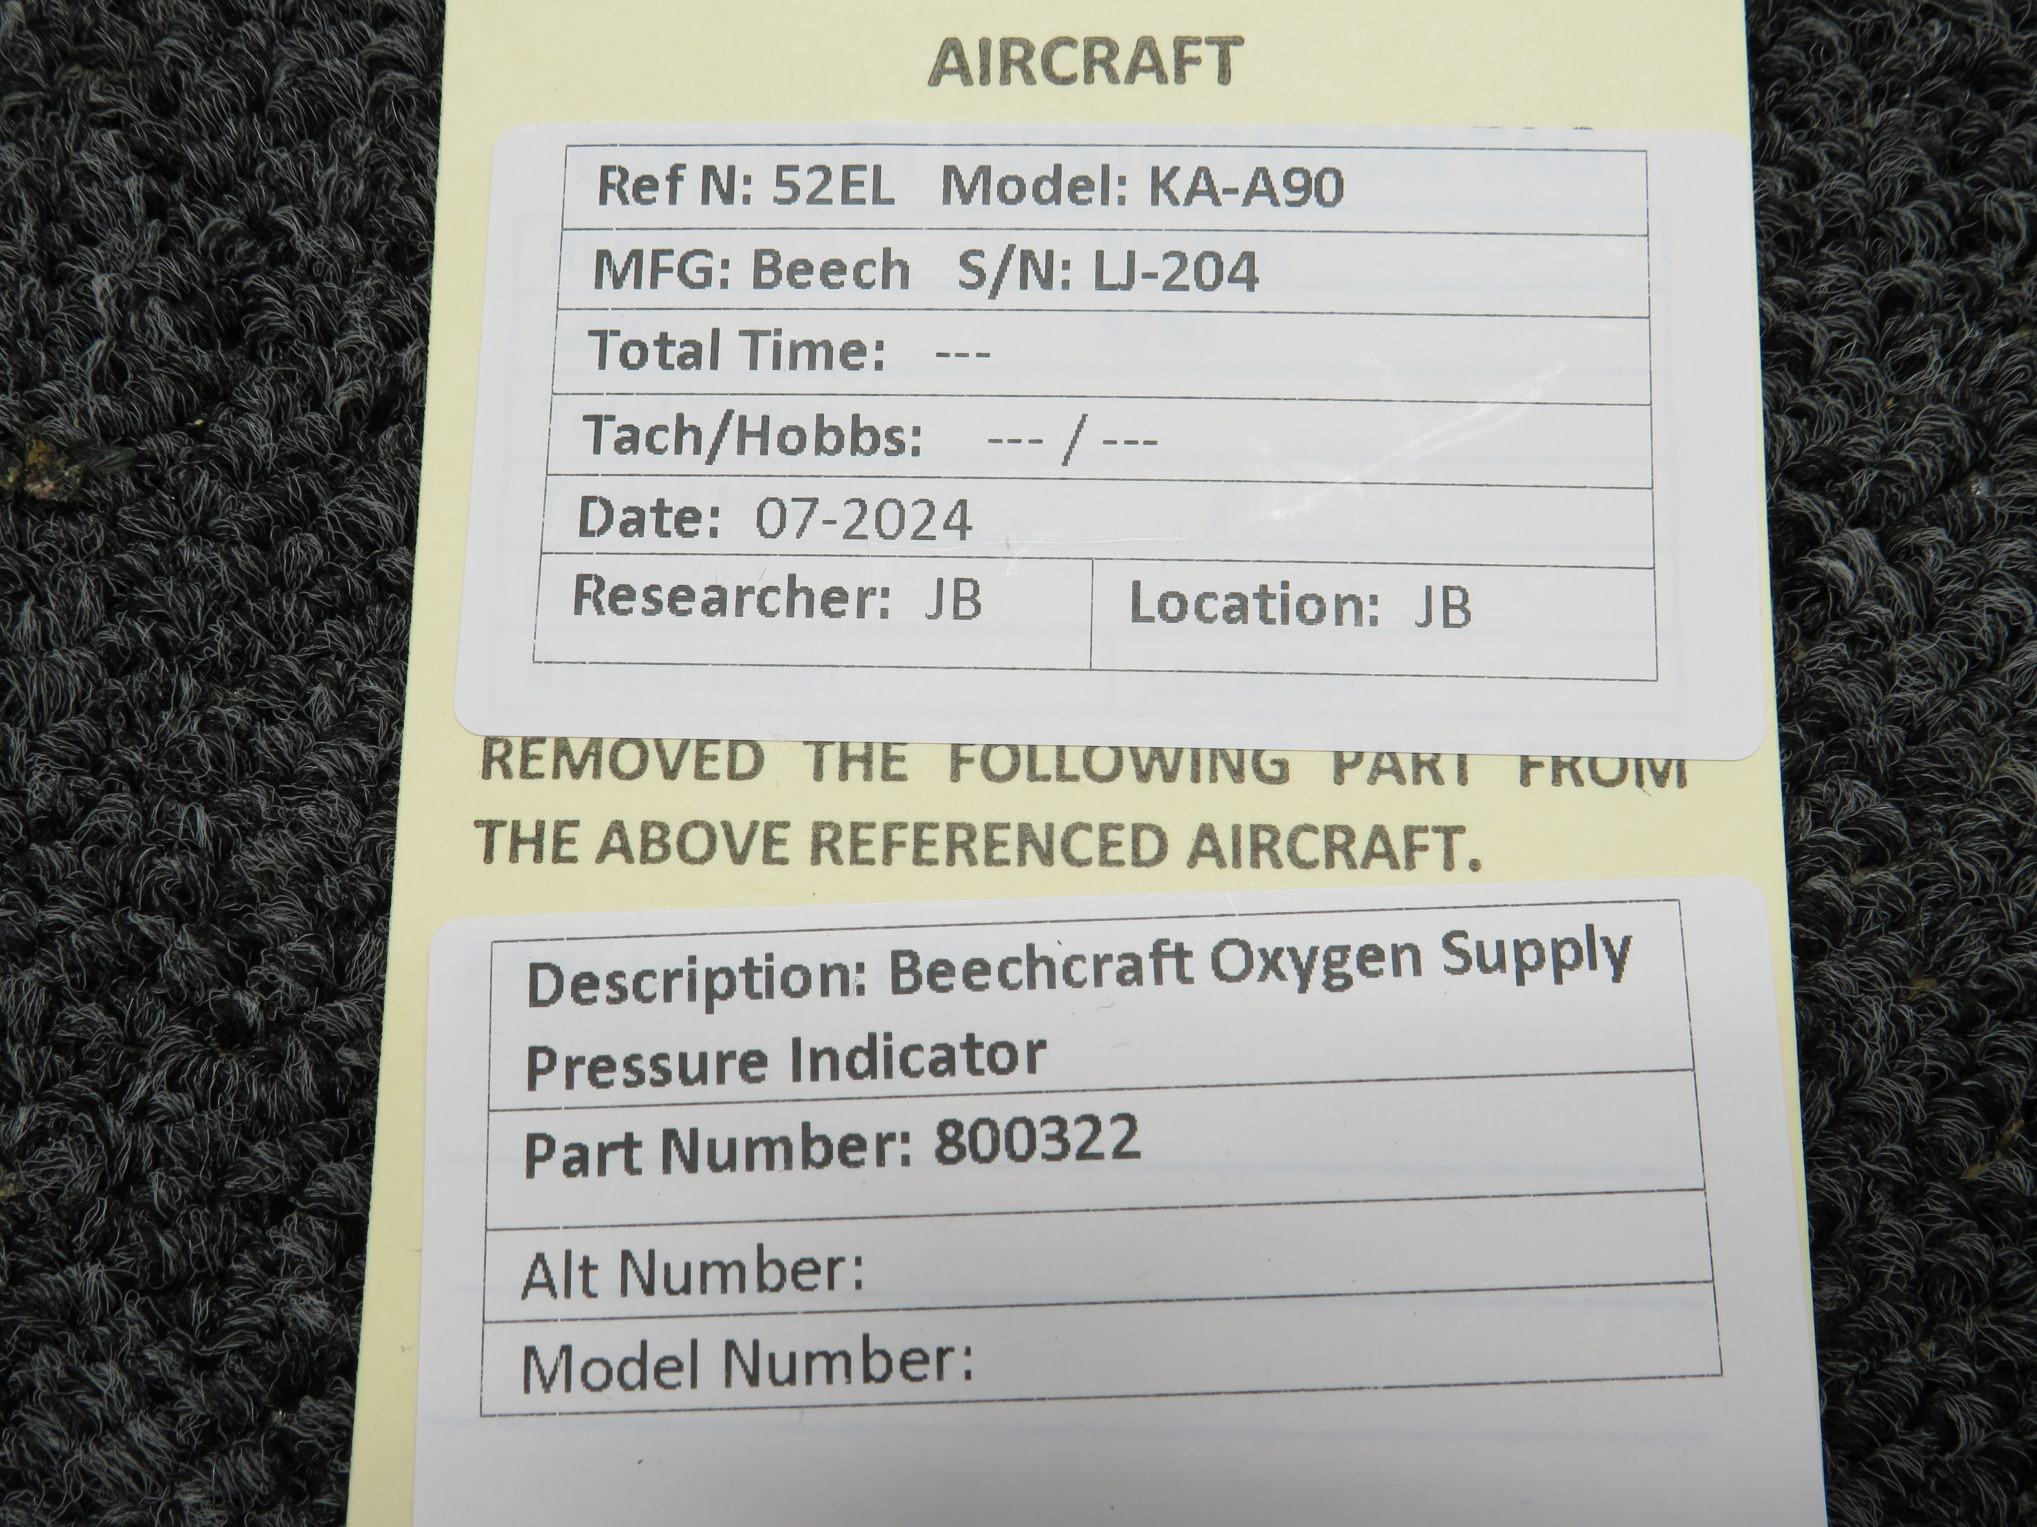 AIRCRAFT
Ref N: 52EL Model: KA-A90
MFG: Beech S/N: LJ-204
Total Time: ---
Tach/Hobbs: --- / ---
Date: 07-2024
Researcher: JB Location: JB
REMOVED THE FOLLOWING PART FROM
THE ABOVE REFERENCED AIRCRAFT.
Description: Beechcraft Oxygen Supply
Pressure Indicator
Part Number: 800322
Alt Number:
Model Number: